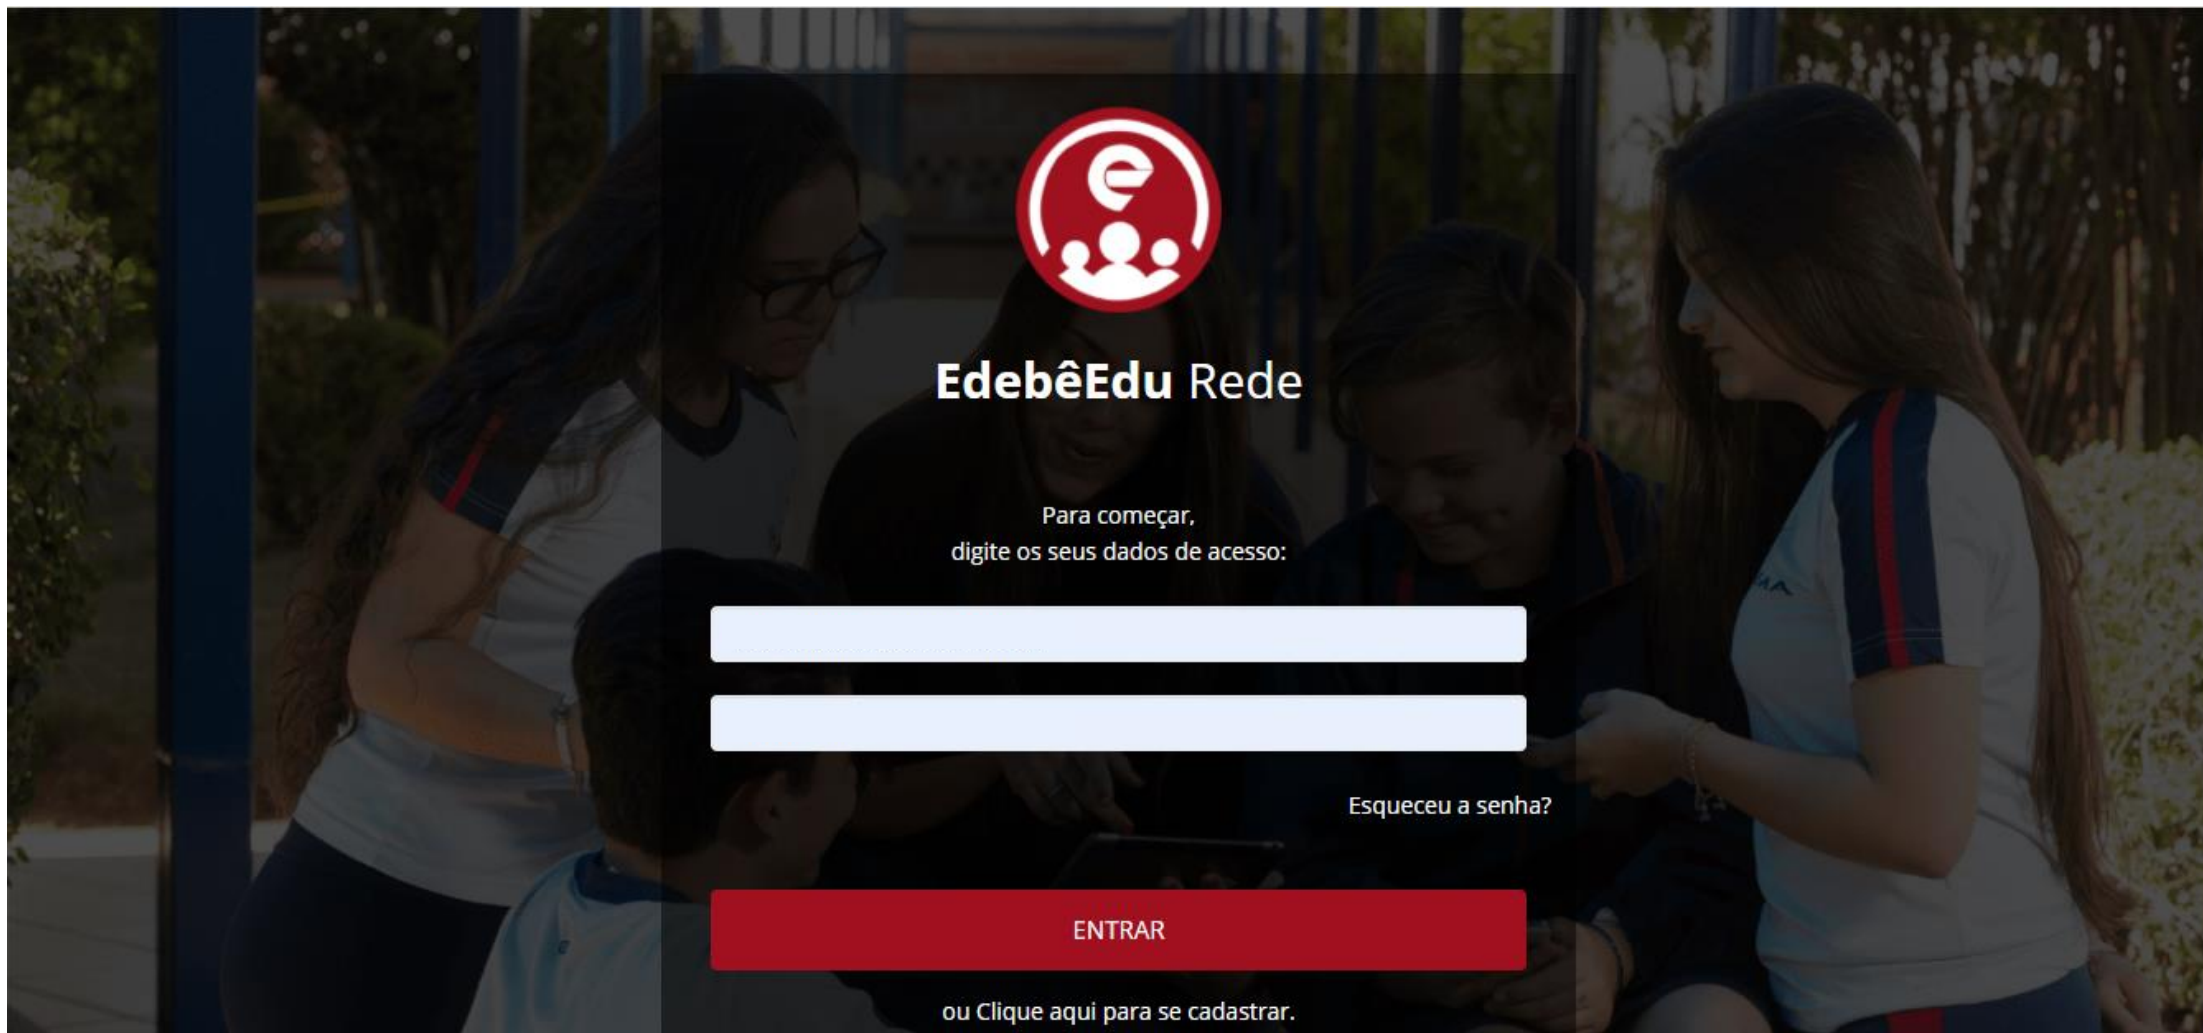 e
EdebêEdu Rede
Para começar,
digite os seus dados de acesso:
Esqueceu a senha?
ENTRAR
ou Clique aqui para se cadastrar.